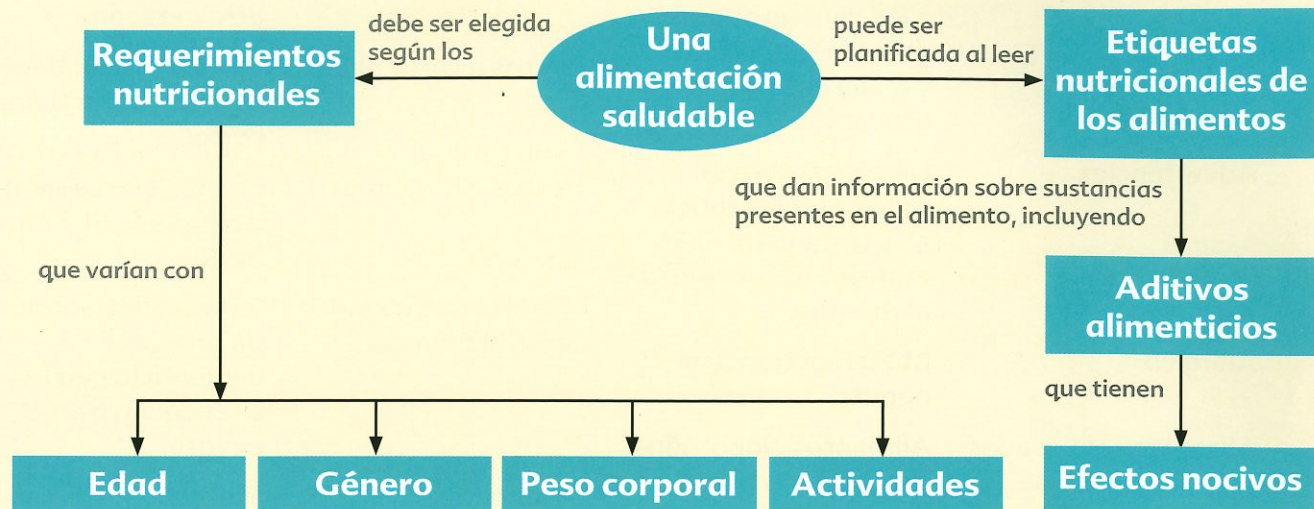 Requerimientos
nutricionales
debe ser elegida
según los
Una
alimentación
saludable
puede ser
planificada al leer
Etiquetas
nutricionales de
los alimentos
que dan información sobre sustancias
presentes en el alimento, incluyendo
que varían con
Aditivos
alimenticios
que tienen
Edad
Género
Peso corporal
Actividades
Efectos nocivos